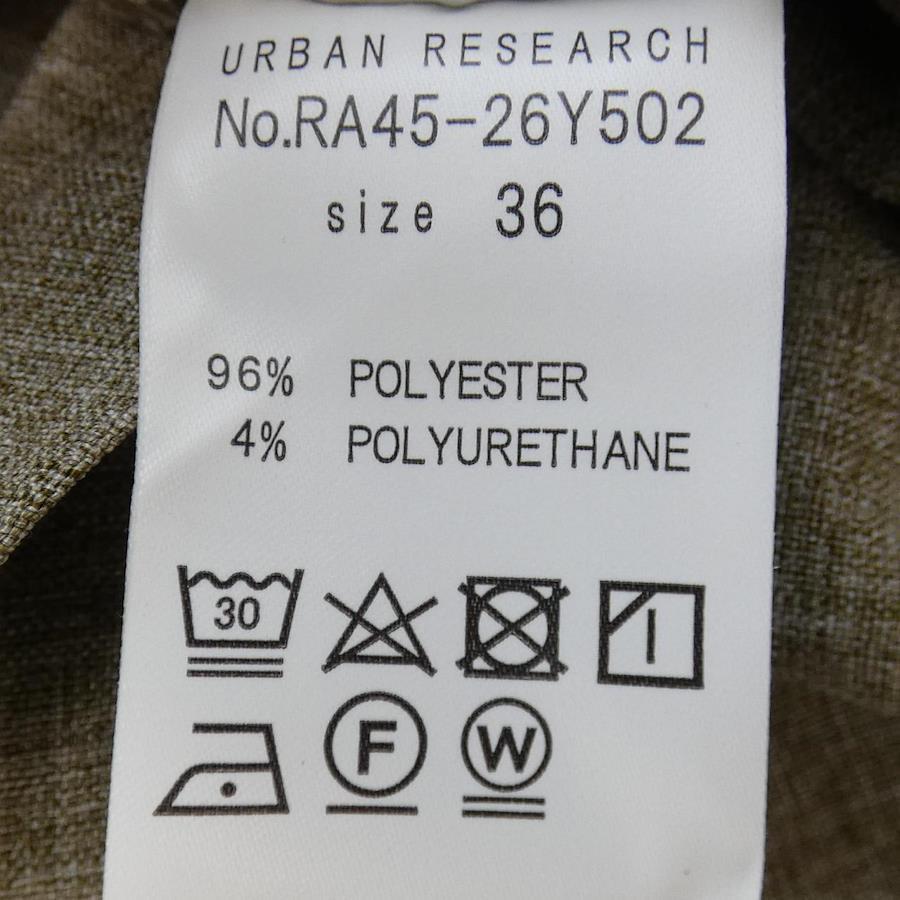 URBAN RESEARCH
No.RA45-26Y502
size 36
96% POLYESTER
4% POLYURETHANE
30
F W